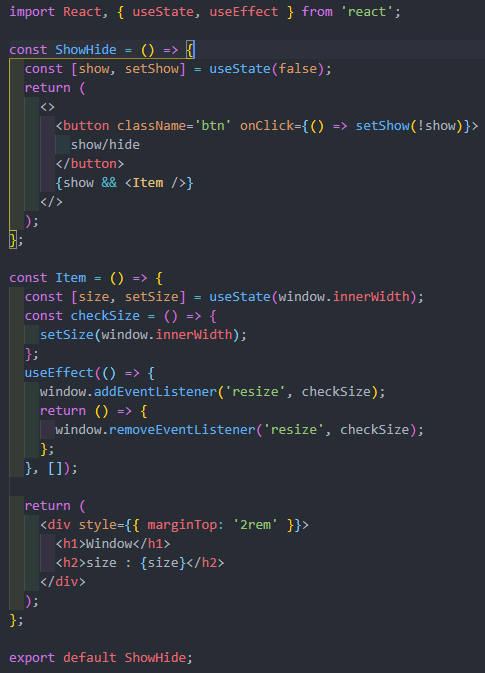 import React, { useState, useEffect } from 'react';

const ShowHide = () => {
  const [show, setShow] = useState(false);
  return (
    <>
      <button className='btn' onClick={() => setShow(!show)}>
        show/hide
      </button>
      {show && <Item />}
    </>
  );
};

const Item = () => {
  const [size, setSize] = useState(window.innerWidth);
  const checkSize = () => {
    setSize(window.innerWidth);
  };
  useEffect(() => {
    window.addEventListener('resize', checkSize);
    return () => {
      window.removeEventListener('resize', checkSize);
    };
  }, []);

  return (
    <div style={{ marginTop: '2rem' }}>
      <h1>Window</h1>
      <h2>size : {size}</h2>
    </div>
  );
};

export default ShowHide;